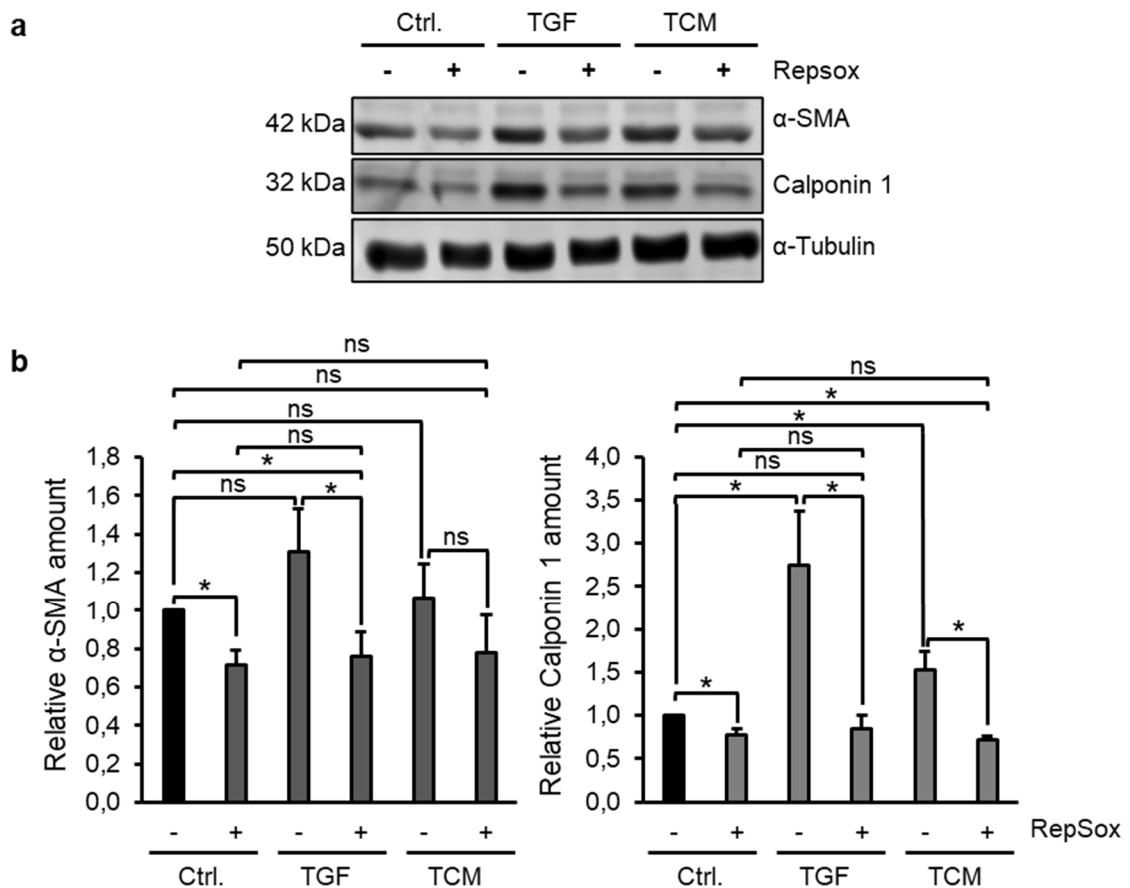 a
Ctrl. TGF TCM
- + - + - + Repsox
42 kDa α-SMA
32 kDa Calponin 1
50 kDa α-Tubulin
b
ns
ns
ns
ns
*
ns *
*
ns
Relative α-SMA amount
1,8
1,6
1,4
1,2
1,0
0,8
0,6
0,4
0,2
0,0
- + - + - +
Ctrl. TGF TCM
ns
*
*
ns
ns
* *
*
*
Relative Calponin 1 amount
4,0
3,5
3,0
2,5
2,0
1,5
1,0
0,5
0,0
- + - + - + RepSox
Ctrl. TGF TCM